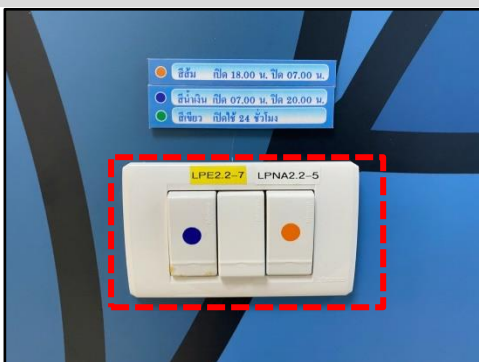 สีส้ม เปิด 18.00 น. ปิด 07.00 น.
สีน้ำเงิน เปิด 07.00 น. ปิด 20.00 น.
สีเขียว เปิดใช้ 24 ชั่วโมง
LPE2.2-7 LPNA2.2-5